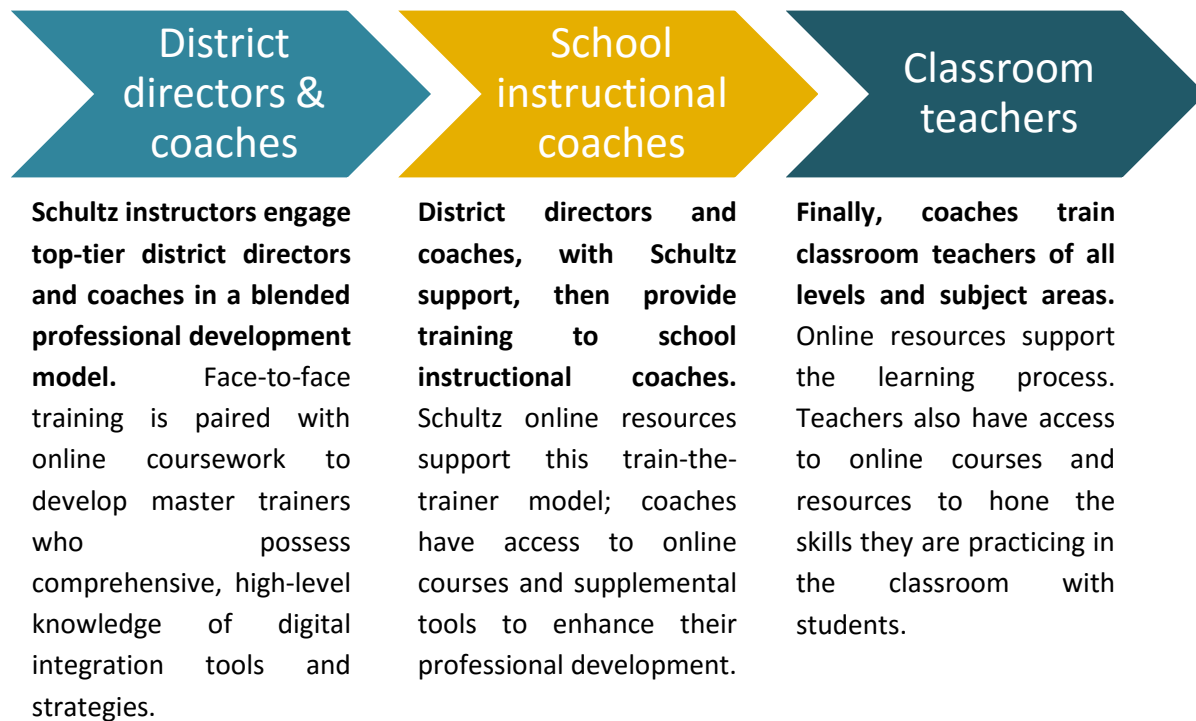 District
directors &
coaches
School
instructional
coaches
Classroom
teachers
Schultz instructors engage
top-tier district directors
and coaches in a blended
professional development
model. Face-to-face
training is paired with
online coursework to
develop master trainers
who possess
comprehensive, high-level
knowledge of digital
integration tools and
strategies.
District directors and
coaches, with Schultz
support, then provide
training to school
instructional coaches.
Schultz online resources
support this train-the-
trainer model; coaches
have access to online
courses and supplemental
tools to enhance their
professional development.
Finally, coaches train
classroom teachers of all
levels and subject areas.
Online resources support
the learning process.
Teachers also have access
to online courses and
resources to hone the
skills they are practicing in
the classroom with
students.